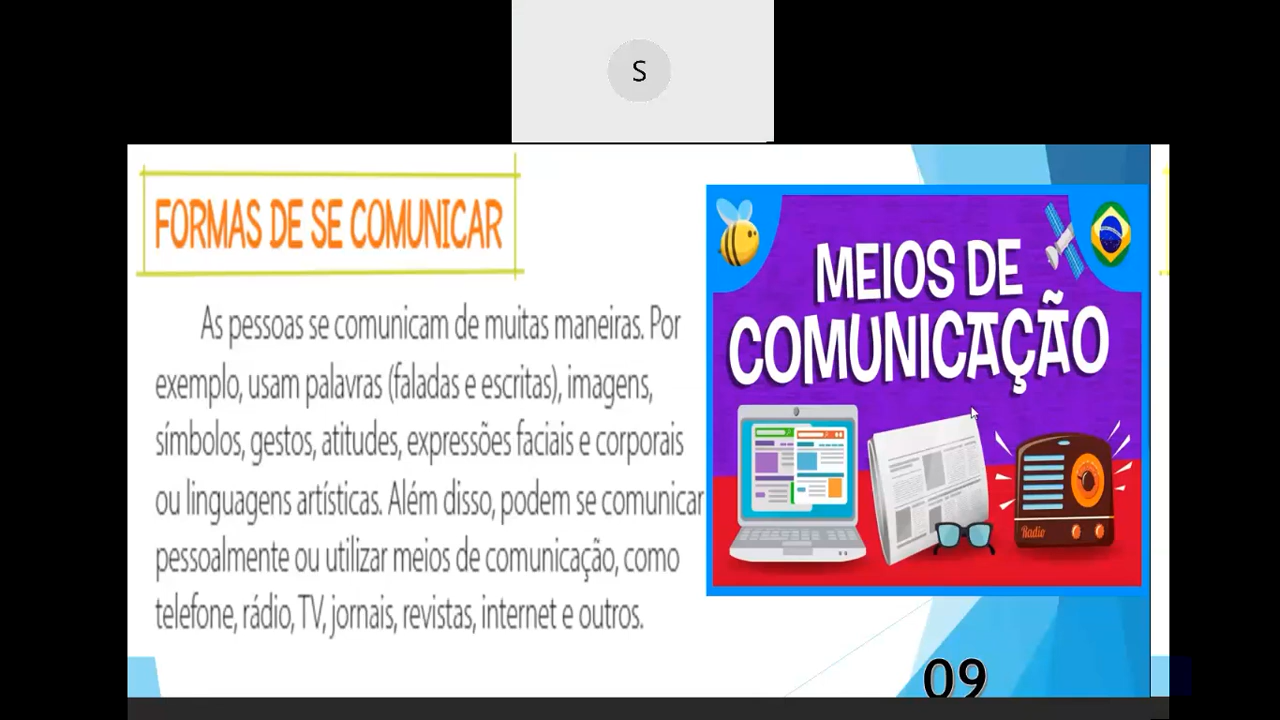 S
FORMAS DE SE COMUNICAR
As pessoas se comunicam de muitas maneiras. Por
exemplo, usam palavras (faladas e escritas), imagens,
símbolos, gestos, atitudes, expressões faciais e corporais
ou linguagens artísticas. Além disso, podem se comunicar
pessoalmente ou utilizar meios de comunicação, como
telefone, rádio, TV, jornais, revistas, internet e outros.
MEIOS DE
COMUNICAÇÃO
Radio
09